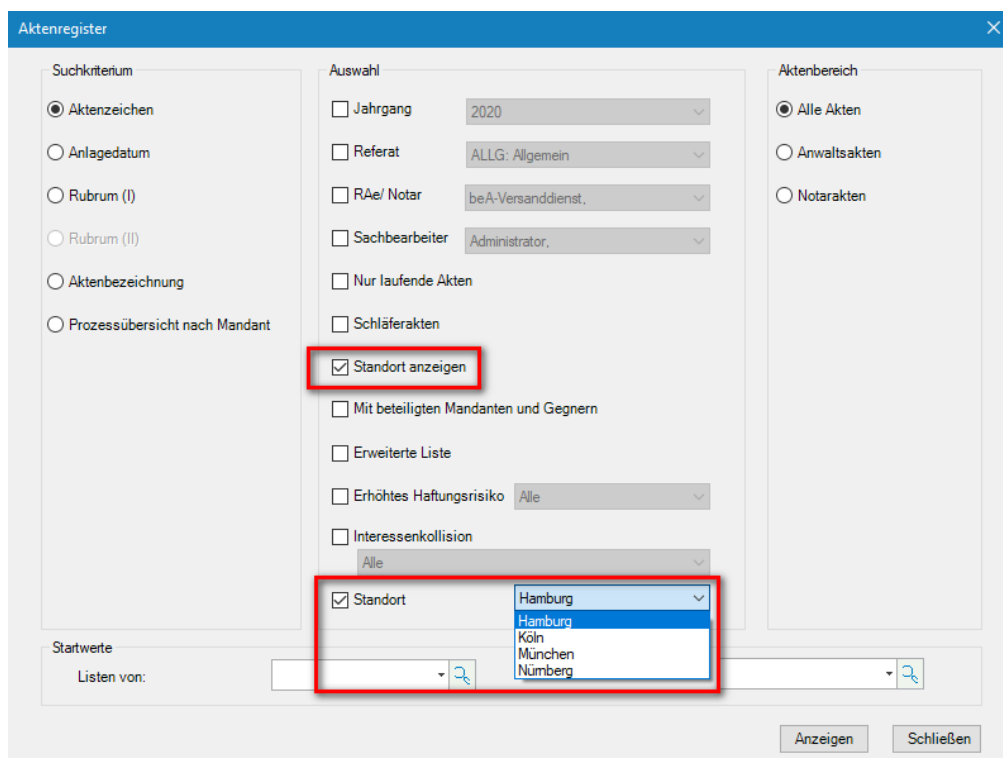 Aktenregister
Suchkriterium
Aktenzeichen
Anlagedatum
Rubrum (I)
Rubrum (II)
Aktenbezeichnung
Prozessübersicht nach Mandant
Auswahl
Jahrgang 2020
Referat ALLG: Allgemein
RAe/ Notar beA-Versanddienst,
Sachbearbeiter Administrator,
Nur laufende Akten
Schläferakten
Standort anzeigen
Mit beteiligten Mandanten und Gegnern
Erweiterte Liste
Erhöhtes Haftungsrisiko Alle
Interessenkollision
Alle
Standort Hamburg
Hamburg
Köln
München
Nürnberg
Aktenbereich
Alle Akten
Anwaltsakten
Notarakten
Startwerte
Listen von:
Anzeigen Schließen